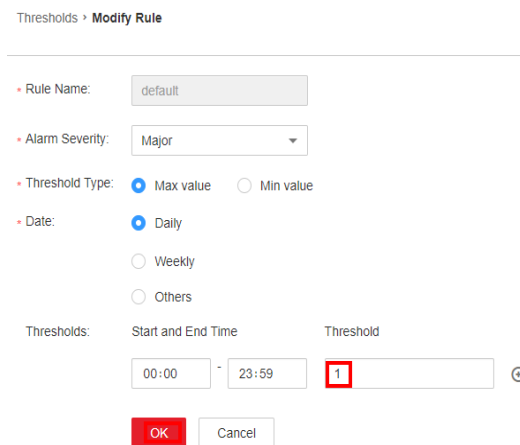 Thresholds > Modify Rule
* Rule Name: default
* Alarm Severity: Major
* Threshold Type: Max value Min value
* Date: Daily
Weekly
Others
Thresholds: Start and End Time Threshold
00:00 - 23:59 1
OK Cancel